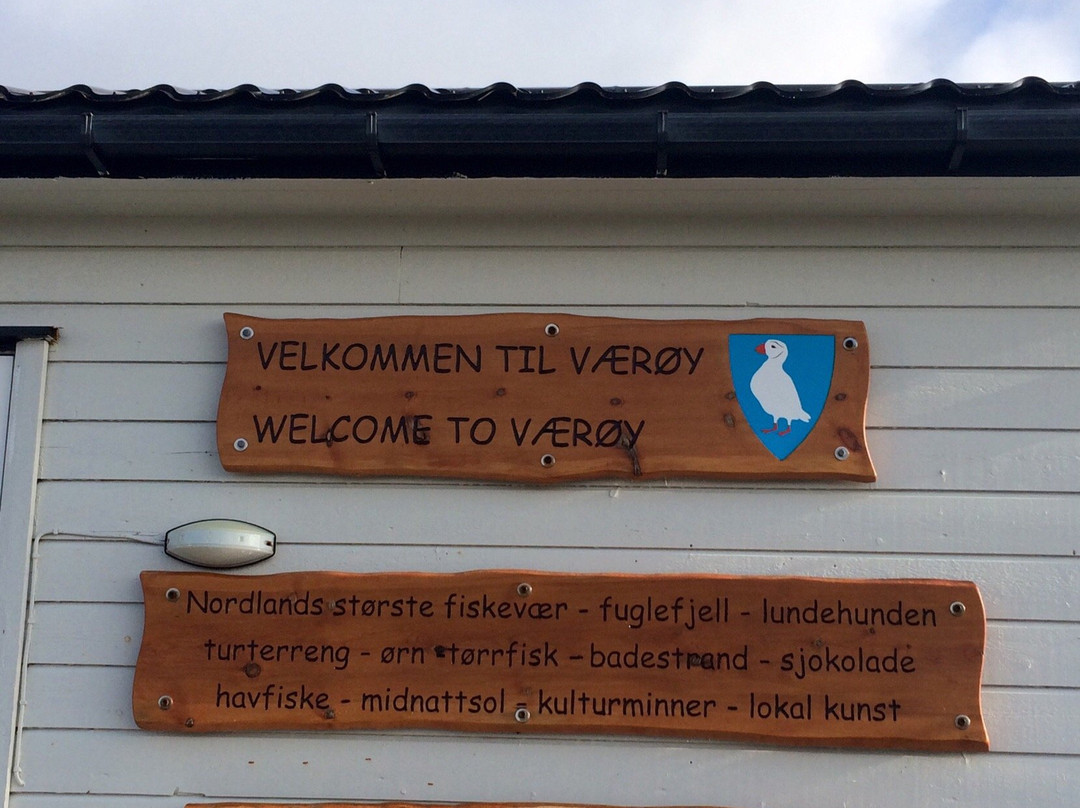 VELKOMMEN TIL VÆRØY
WELCOME TO VÆRØY
Nordlands største fiskevær - fuglefjell - lundehunden
turterreng - ørn - tørrfisk - badestrand - sjokolade
havfiske - midnattsol - kulturminner - lokal kunst